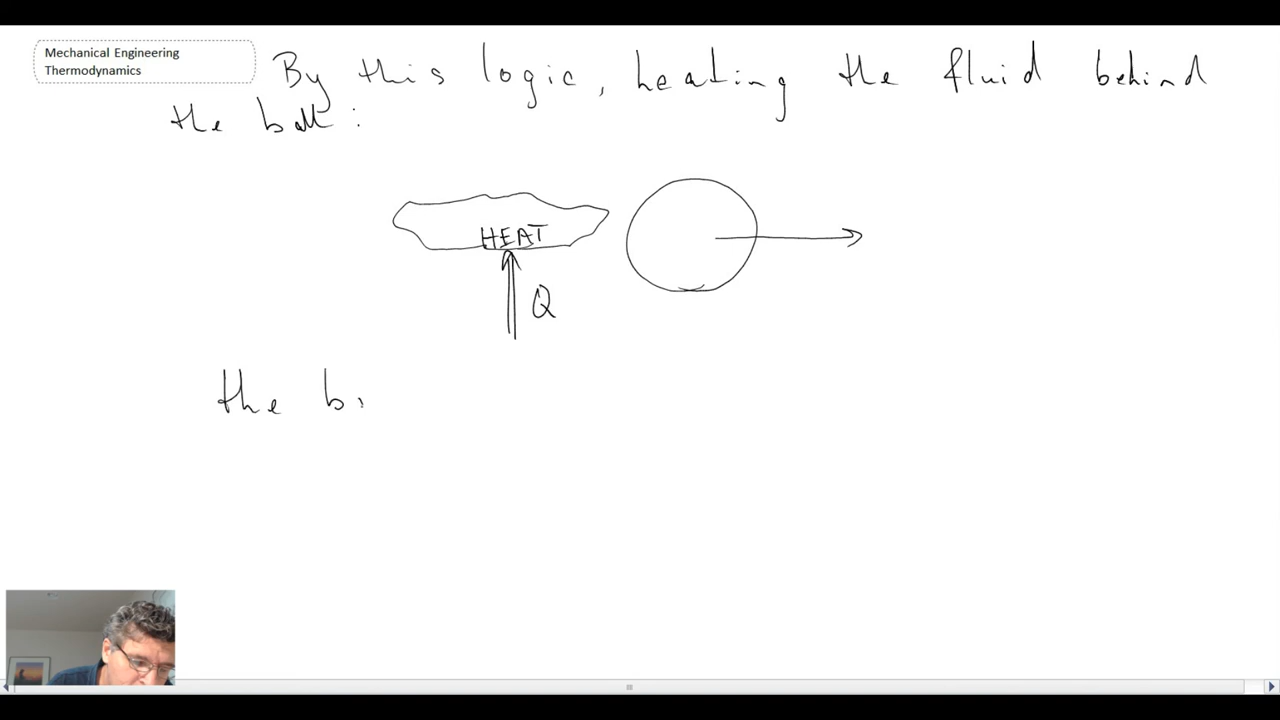 Mechanical Engineering
Thermodynamics
By this logic, heating the fluid behind
the ball:
HEAT
Q
the b